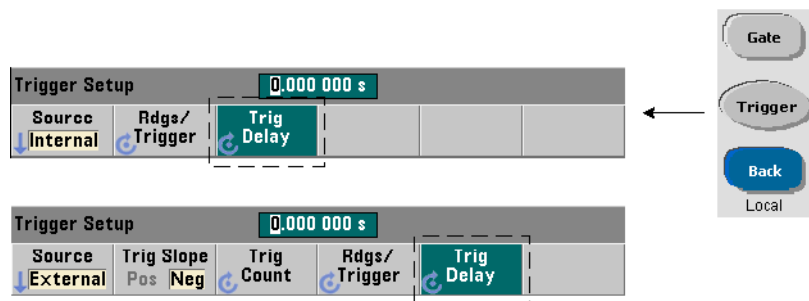 Gate
Trigger Setup 0.000 000 s
Source Rdgs/ Trig
Internal Trigger Delay
Trigger
Back
Local
Trigger Setup 0.000 000 s
Source Trig Slope Trig Rdgs/ Trig
External Pos Neg Count Trigger Delay